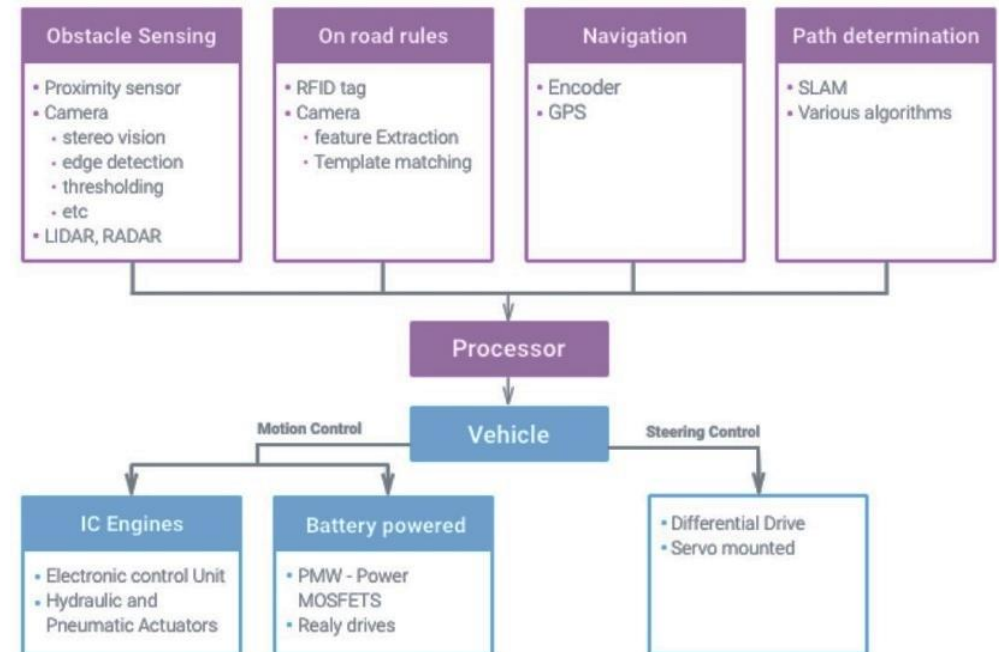 Obstacle Sensing
• Proximity sensor
• Camera
• stereo vision
• edge detection
• thresholding
• etc
• LIDAR, RADAR
On road rules
• RFID tag
• Camera
• feature Extraction
• Template matching
Navigation
• Encoder
• GPS
Path determination
• SLAM
• Various algorithms
Processor
Vehicle
Motion Control
Steering Control
IC Engines
• Electronic control Unit
• Hydraulic and
Pneumatic Actuators
Battery powered
• PMW - Power
MOSFETS
• Realy drives
• Differential Drive
• Servo mounted